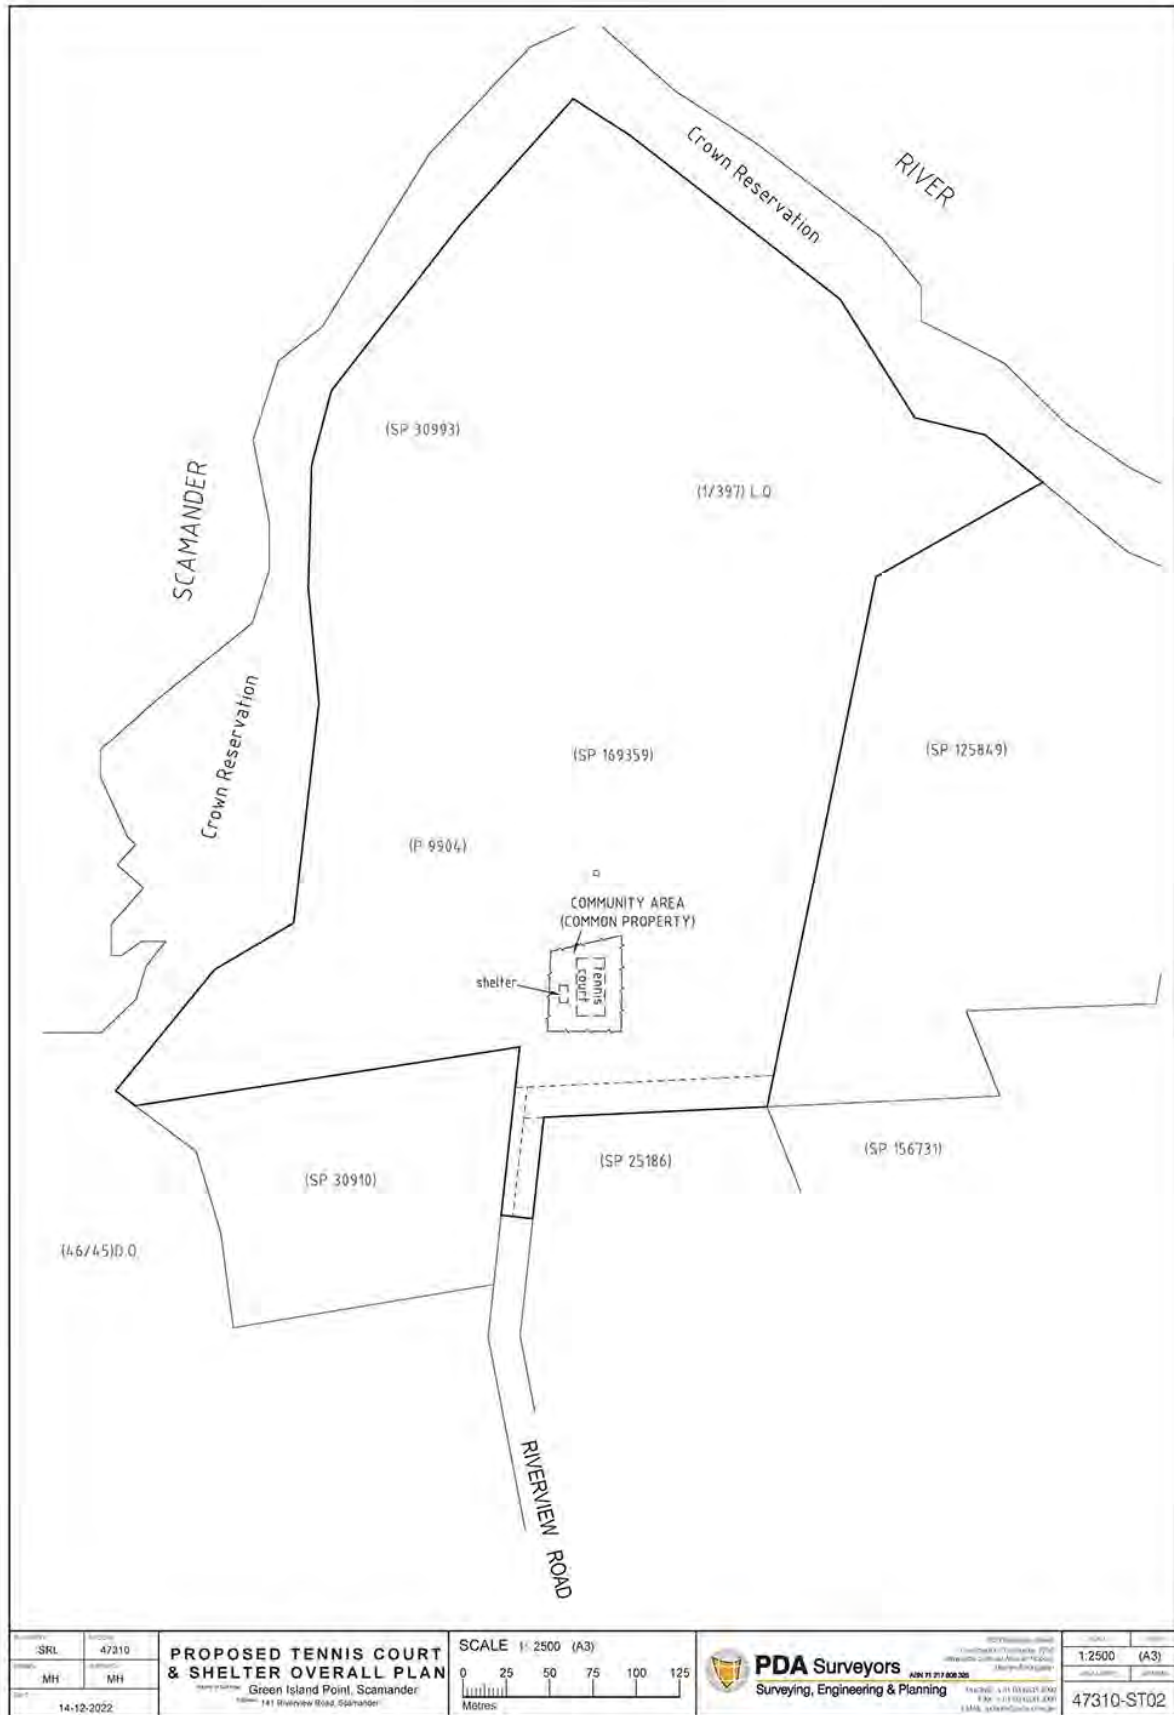 RIVER
Crown Reservation
(SP 30993)
SCAMANDER
(1/397) L.O
Crown Reservation
(SP 169359)
(SP 125849)
(P 9904)
COMMUNITY AREA
(COMMON PROPERTY)
shelter
Tennis
court
(SP 30910)
(SP 25186)
(SP 156731)
(46/45)D.O
RIVERVIEW ROAD
SRL
47310
MH
MH
14-12-2022
PROPOSED TENNIS COURT
& SHELTER OVERALL PLAN
Green Island Point, Scamander
141 Riverview Road, Scamander
SCALE 1: 2500 (A3)
0 25 50 75 100 125
Metres
PDA Surveyors
Surveying, Engineering & Planning
1:2500 (A3)
47310-ST02